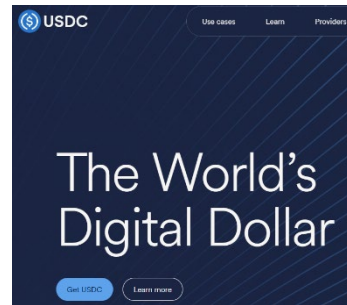 USDC
Use cases Learn Providers
The World's
Digital Dollar
Get USDC Learn more